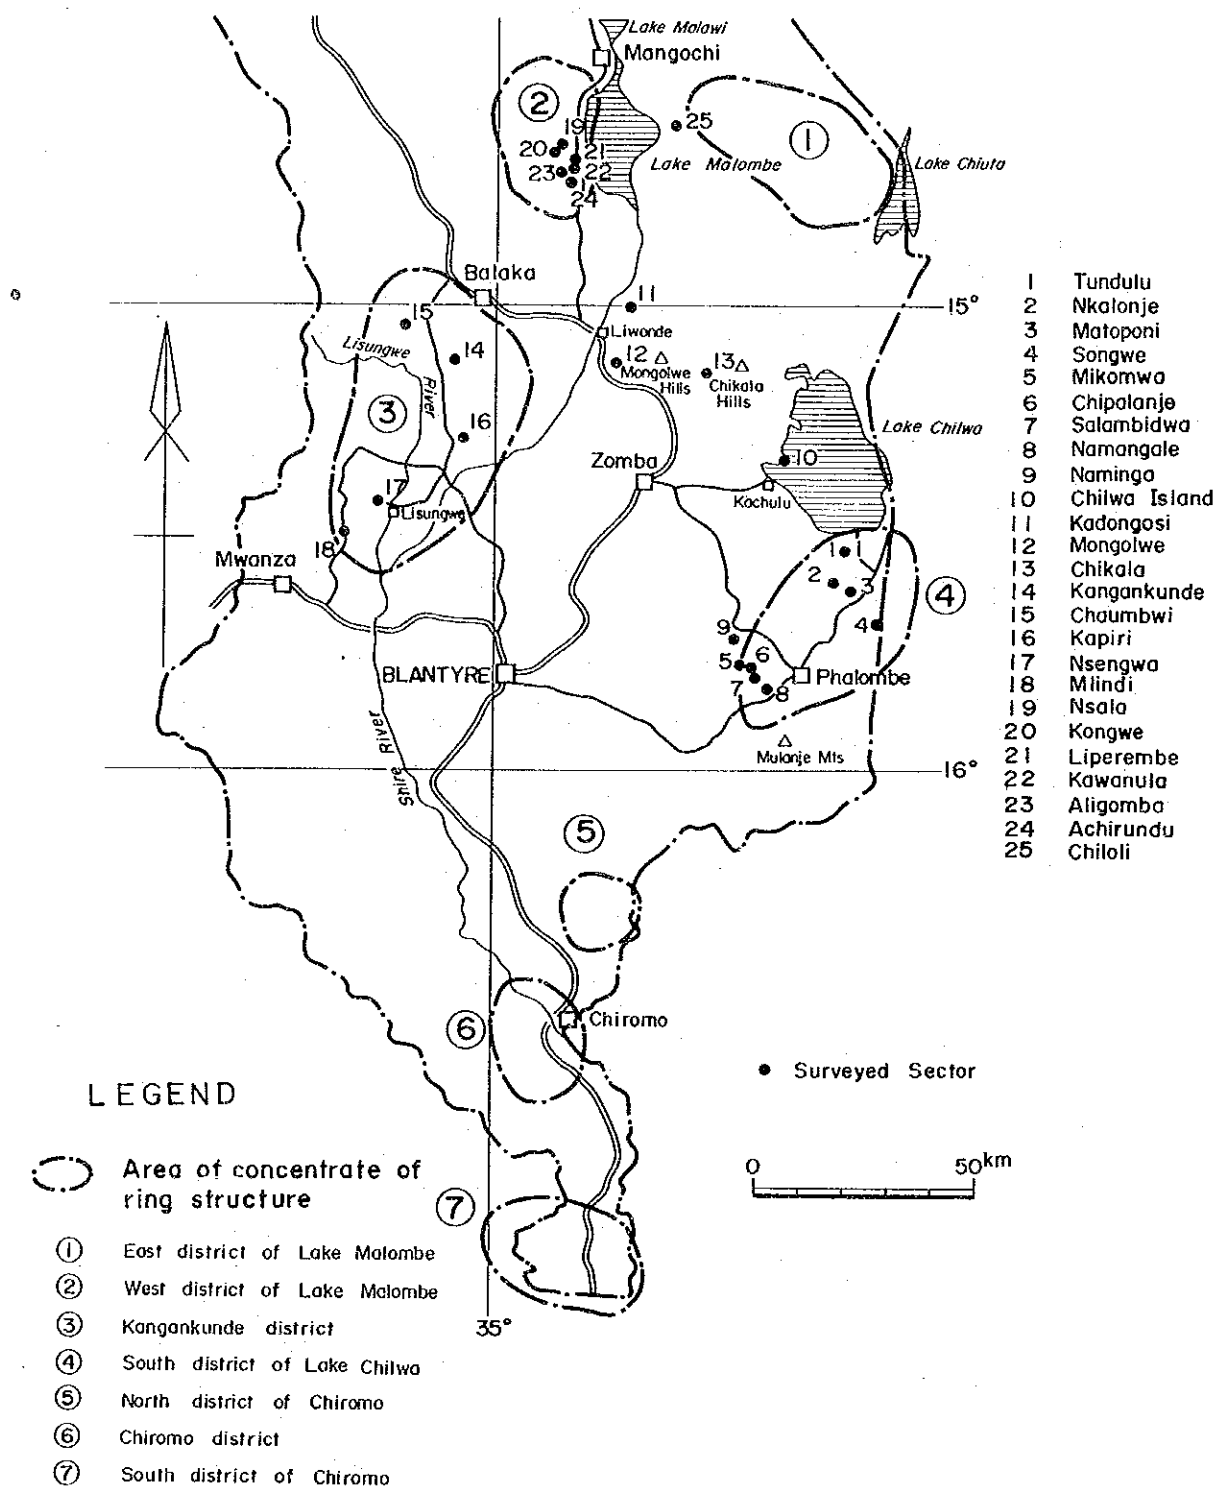 Lake Malawi
Mangochi
2
19
20
21
22
23
24
25
1
Lake Malombe
Lake Chiuta
Balaka
15
11
15°
Lisungwe
River
14
Liwonde
12
Mongolwe
Hills
13
Chikala
Hills
3
16
Lake Chilwa
Zomba
10
Kachulu
17
Lisungwe
18
Mwanza
1
2
3
4
4
9
5
6
7
8
BLANTYRE
Phalombe
Shire River
Mulanje Mts
16°
5
6
Chiromo
7
35°
1 Tundulu
2 Nkalonje
3 Matoponi
4 Songwe
5 Mikomwa
6 Chipalanje
7 Salambidwa
8 Namangale
9 Naminga
10 Chilwa Island
11 Kadongosi
12 Mongolwe
13 Chikala
14 Kangankunde
15 Chaumbwi
16 Kapiri
17 Nsengwa
18 Mlindi
19 Nsala
20 Kongwe
21 Liperembe
22 Kawanula
23 Aligomba
24 Achirundu
25 Chiloli
Surveyed Sector
0 50km
LEGEND
Area of concentrate of
ring structure
① East district of Lake Malombe
② West district of Lake Malombe
③ Kangankunde district
④ South district of Lake Chilwa
⑤ North district of Chiromo
⑥ Chiromo district
⑦ South district of Chiromo